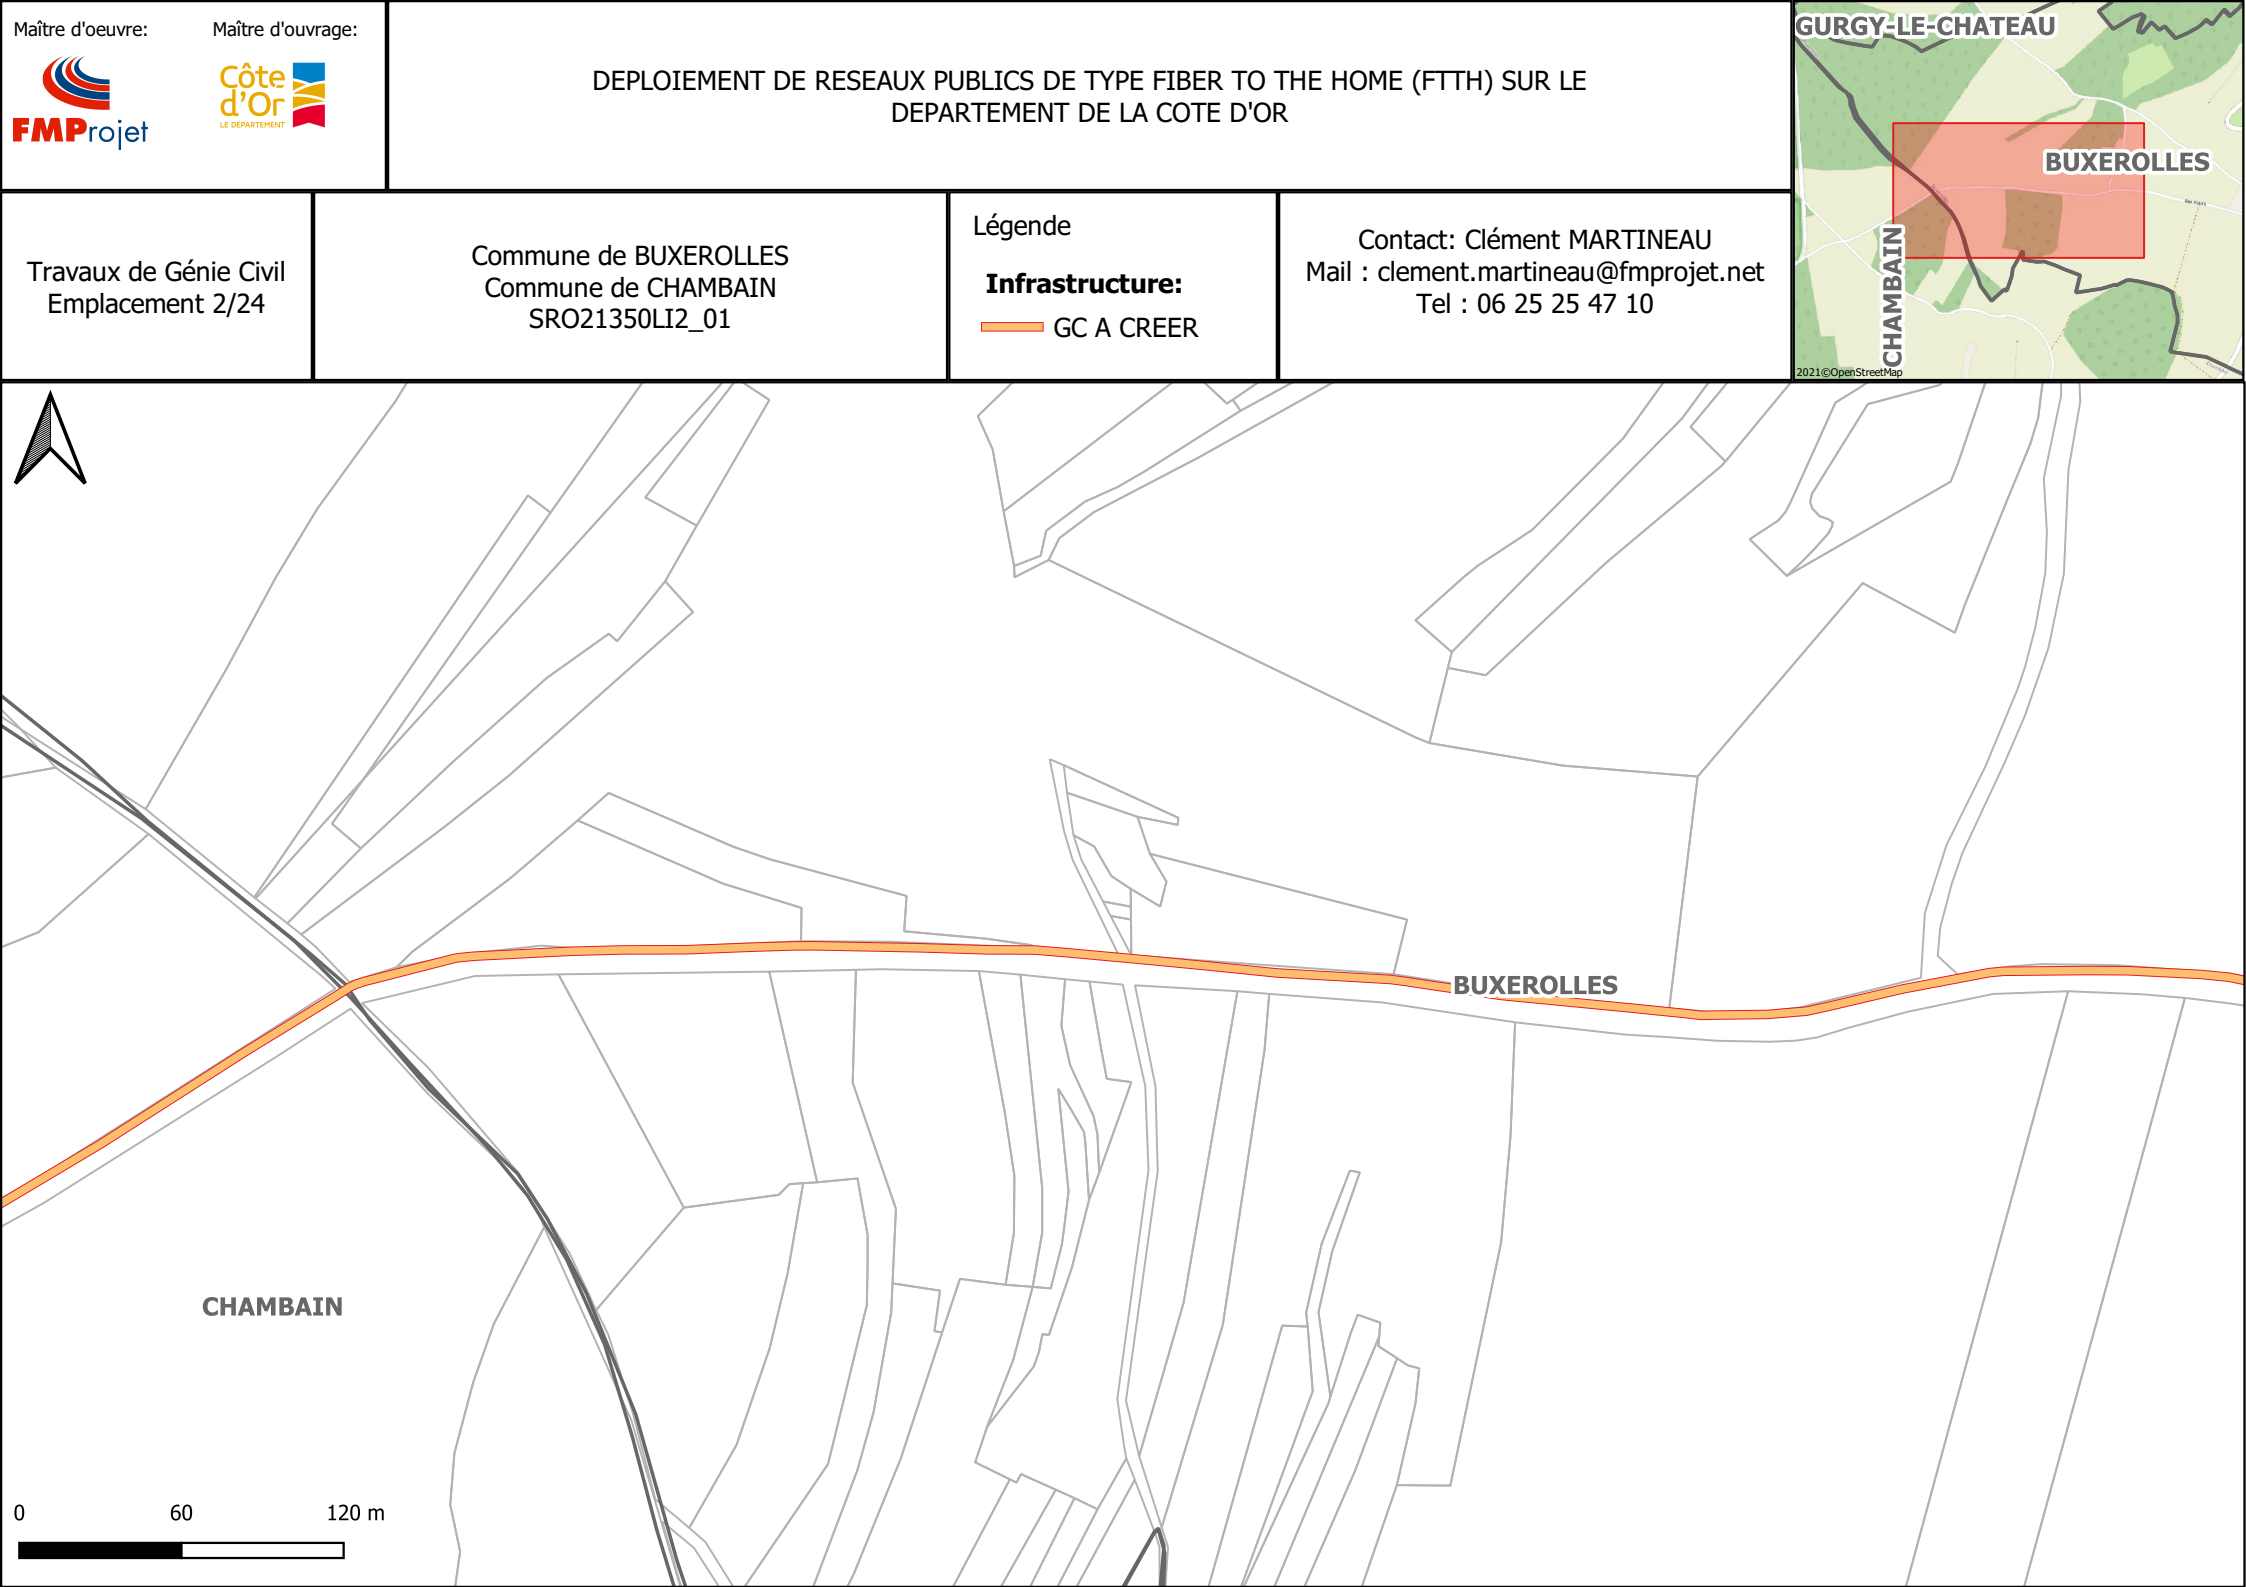 Maître d'oeuvre:
Maître d'ouvrage:
FMProjet
Côte
d'Or
LE DÉPARTEMENT
DEPLOIEMENT DE RESEAUX PUBLICS DE TYPE FIBER TO THE HOME (FTTH) SUR LE
DEPARTEMENT DE LA COTE D'OR
Travaux de Génie Civil
Emplacement 2/24
Commune de BUXEROLLES
Commune de CHAMBAIN
SRO21350LI2_01
Légende
Infrastructure:
GC A CREER
Contact: Clément MARTINEAU
Mail : clement.martineau@fmprojet.net
Tel : 06 25 25 47 10
GURGY-LE-CHATEAU
BUXEROLLES
CHAMBAIN
2021©OpenStreetMap
BUXEROLLES
CHAMBAIN
0 60 120 m